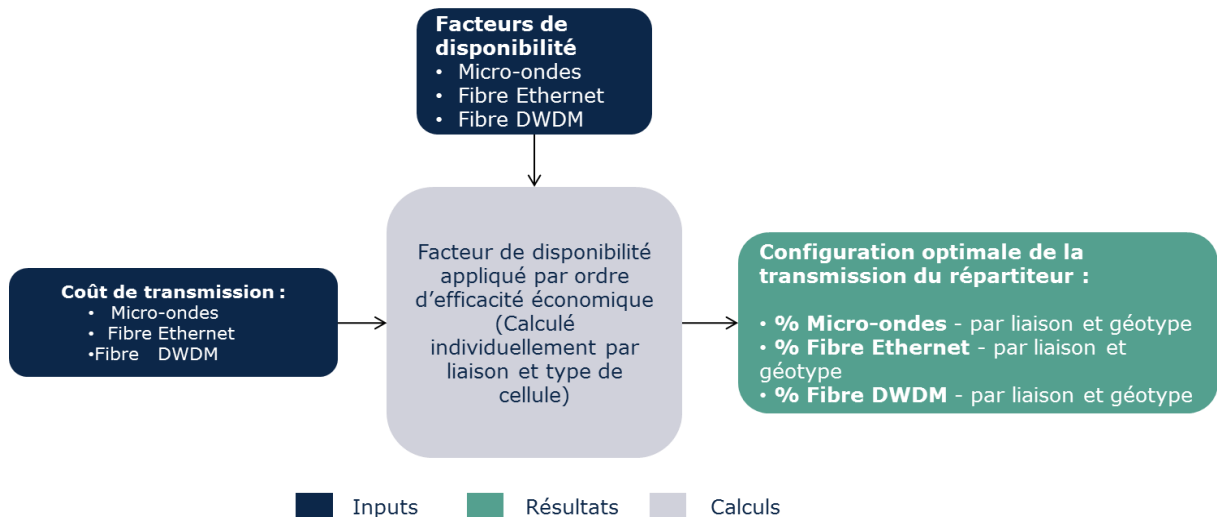 Facteurs de
disponibilité
• Micro-ondes
• Fibre Ethernet
• Fibre DWDM
Coût de transmission :
• Micro-ondes
• Fibre Ethernet
•Fibre DWDM
Facteur de disponibilité
appliqué par ordre
d’efficacité économique
(Calculé
individuellement par
liaison et type de
cellule)
Configuration optimale de la
transmission du répartiteur :
• % Micro-ondes - par liaison et géotype
• % Fibre Ethernet - par liaison et
géotype
• % Fibre DWDM - par liaison et géotype
Inputs Résultats Calculs